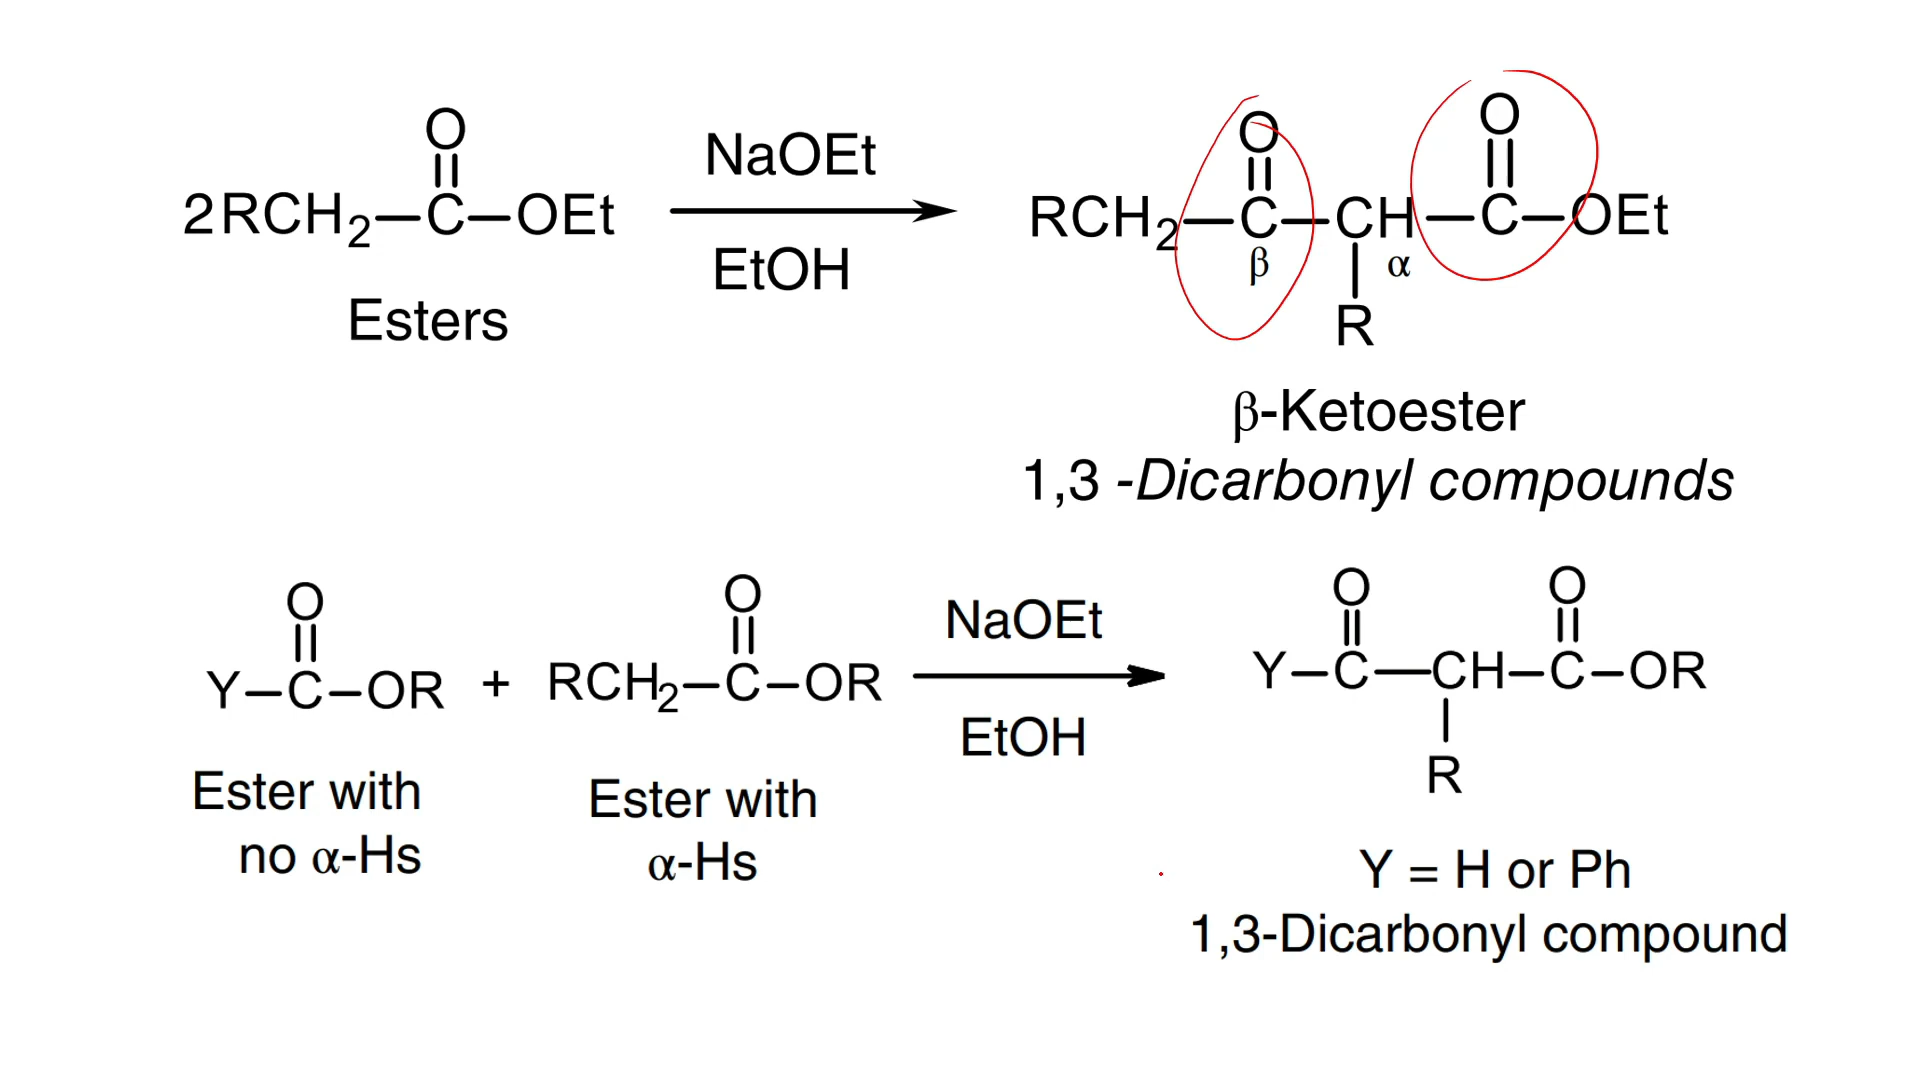 O O O
NaOEt
2RCH₂—C—OEt RCH₂—C—CH—C—OEt
EtOH β α
Esters R
β-Ketoester
1,3 -Dicarbonyl compounds
O O O O
NaOEt
Y—C—OR + RCH₂—C—OR Y—C—CH—C—OR
EtOH
R
Ester with
no α-Hs
Ester with
α-Hs
Y = H or Ph
1,3-Dicarbonyl compound